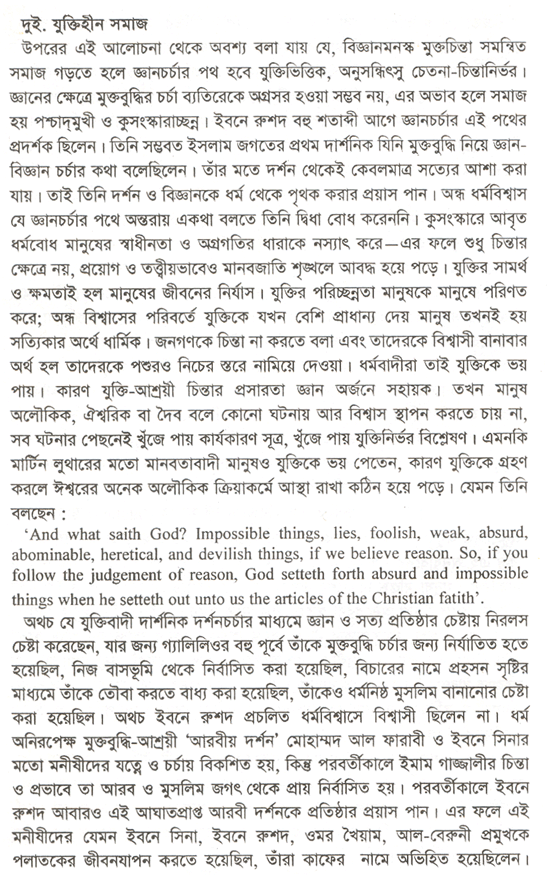 দুই. যুক্তিহীন সমাজ
উপরের এই আলোচনা থেকে অবশ্য বলা যায় যে, বিজ্ঞানমনস্ক মুক্তচিন্তা সমন্বিত
সমাজ গড়তে হলে জ্ঞানচর্চার পথ হবে যুক্তিভিত্তিক, অনুসন্ধিৎসু চেতনা-চিন্তানির্ভর।
জ্ঞানের ক্ষেত্রে মুক্তবুদ্ধির চর্চা ব্যতিরেকে অগ্রসর হওয়া সম্ভব নয়, এর অভাব হলে সমাজ
হয় পশ্চাদ্‌মুখী ও কুসংস্কারাচ্ছন্ন। ইবনে রুশদ বহু শতাব্দী আগে জ্ঞানচর্চার এই পথের
প্রদর্শক ছিলেন। তিনি সম্ভবত ইসলাম জগতের প্রথম দার্শনিক যিনি মুক্তবুদ্ধি নিয়ে জ্ঞান-
বিজ্ঞান চর্চার কথা বলেছিলেন। তাঁর মতে দর্শন থেকেই কেবলমাত্র সত্যের আশা করা
যায়। তাই তিনি দর্শন ও বিজ্ঞানকে ধর্ম থেকে পৃথক করার প্রয়াস পান। অন্ধ ধর্মবিশ্বাস
যে জ্ঞানচর্চার পথে অন্তরায় একথা বলতে তিনি দ্বিধা বোধ করেননি। কুসংস্কারে আবৃত
ধর্মবোধ মানুষের স্বাধীনতা ও অগ্রগতির ধারাকে নস্যাৎ করে—এর ফলে শুধু চিন্তার
ক্ষেত্রে নয়, প্রয়োগ ও তত্ত্বীয়ভাবেও মানবজাতি শৃঙ্খলে আবদ্ধ হয়ে পড়ে। যুক্তির সামর্থ
ও ক্ষমতাই হল মানুষের জীবনের নির্যাস। যুক্তির পরিচ্ছন্নতা মানুষকে মানুষে পরিণত
করে; অন্ধ বিশ্বাসের পরিবর্তে যুক্তিকে যখন বেশি প্রাধান্য দেয় মানুষ তখনই হয়
সত্যিকার অর্থে ধার্মিক। জনগণকে চিন্তা না করতে বলা এবং তাদেরকে বিশ্বাসী বানাবার
অর্থ হল তাদেরকে পশুরও নিচের স্তরে নামিয়ে দেওয়া। ধর্মবাদীরা তাই যুক্তিকে ভয়
পায়। কারণ যুক্তি-আশ্রয়ী চিন্তার প্রসারতা জ্ঞান অর্জনে সহায়ক। তখন মানুষ
অলৌকিক, ঐশ্বরিক বা দৈব বলে কোনো ঘটনায় আর বিশ্বাস স্থাপন করতে চায় না,
সব ঘটনার পেছনেই খুঁজে পায় কার্যকারণ সূত্র, খুঁজে পায় যুক্তিনির্ভর বিশ্লেষণ। এমনকি
মার্টিন লুথারের মতো মানবতাবাদী মানুষও যুক্তিকে ভয় পেতেন, কারণ যুক্তিকে গ্রহণ
করলে ঈশ্বরের অনেক অলৌকিক ক্রিয়াকর্মে আস্থা রাখা কঠিন হয়ে পড়ে। যেমন তিনি
বলছেন :
‘And what saith God? Impossible things, lies, foolish, weak, absurd,
abominable, heretical, and devilish things, if we believe reason. So, if you
follow the judgement of reason, God setteth forth absurd and impossible
things when he setteth out unto us the articles of the Christian fatith’.
অথচ যে যুক্তিবাদী দার্শনিক দর্শনচর্চার মাধ্যমে জ্ঞান ও সত্য প্রতিষ্ঠার চেষ্টায় নিরলস
চেষ্টা করেছেন, যার জন্য গ্যালিলিওর বহু পূর্বে তাঁকে মুক্তবুদ্ধি চর্চার জন্য নির্যাতিত হতে
হয়েছিল, নিজ বাসভূমি থেকে নির্বাসিত করা হয়েছিল, বিচারের নামে প্রহসন সৃষ্টির
মাধ্যমে তাঁকে তৌবা করতে বাধ্য করা হয়েছিল, তাঁকেও ধর্মনিষ্ঠ মুসলিম বানানোর চেষ্টা
করা হয়েছিল। অথচ ইবনে রুশদ প্রচলিত ধর্মবিশ্বাসে বিশ্বাসী ছিলেন না। ধর্ম
অনিরপেক্ষ মুক্তবুদ্ধি-আশ্রয়ী ‘আরবীয় দর্শন’ মোহাম্মদ আল ফারাবী ও ইবনে সিনার
মতো মনীষীদের যত্নে ও চর্চায় বিকশিত হয়, কিন্তু পরবর্তীকালে ইমাম গাজ্জালীর চিন্তা
ও প্রভাবে তা আরব ও মুসলিম জগৎ থেকে প্রায় নির্বাসিত হয়। পরবর্তীকালে ইবনে
রুশদ আবারও এই আঘাতপ্রাপ্ত আরবী দর্শনকে প্রতিষ্ঠার প্রয়াস পান। এর ফলে এই
মনীষীদের যেমন ইবনে সিনা, ইবনে রুশদ, ওমর খৈয়াম, আল-বেরুনী প্রমুখকে
পলাতকের জীবনযাপন করতে হয়েছিল, তাঁরা কাফের নামে অভিহিত হয়েছিলেন।